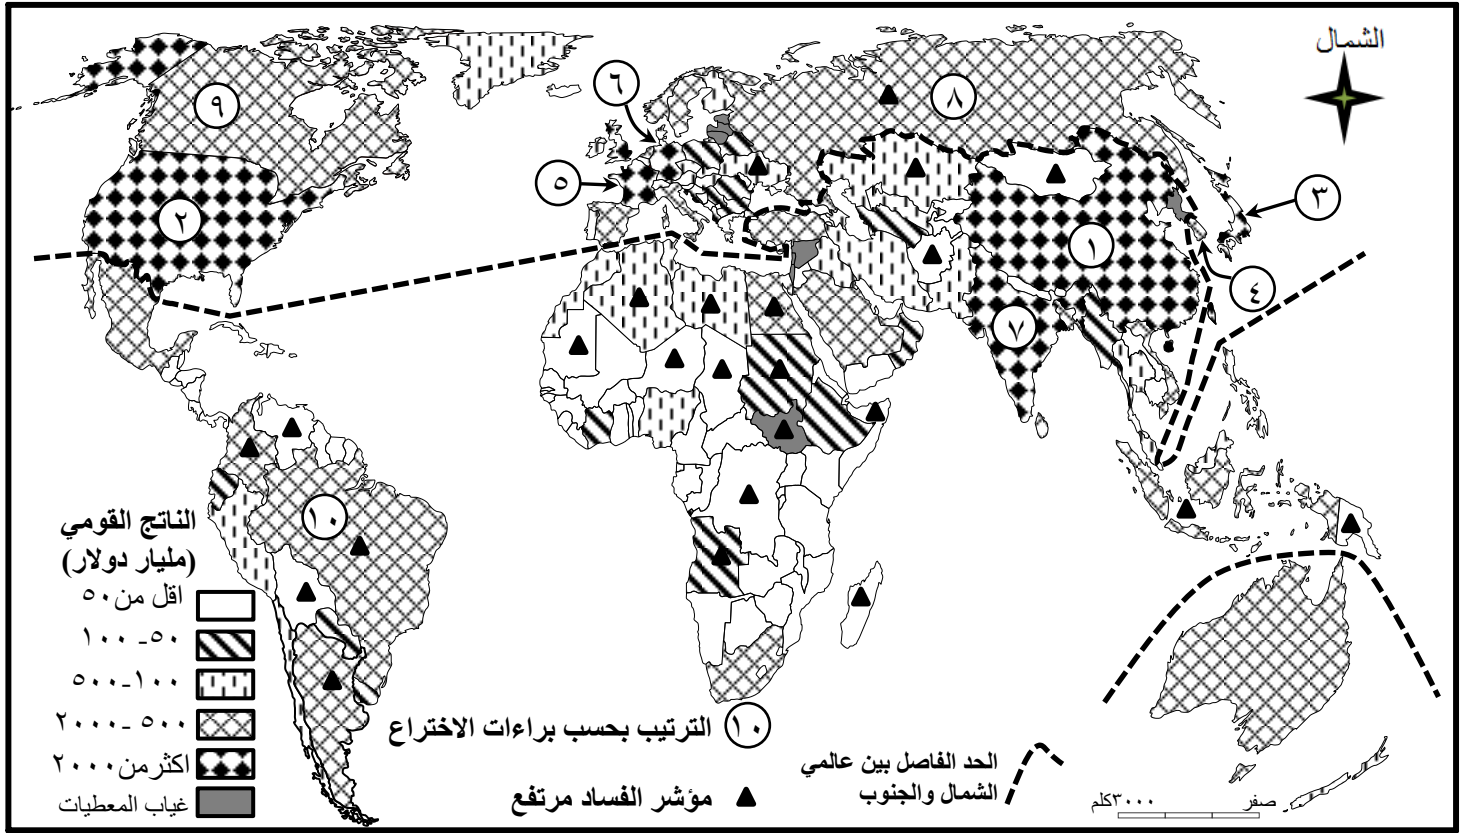 الشمال
٩
٦
٨
٥
٢
٣
١
٤
٧
١٠
الناتج القومي
(مليار دولار)
اقل من٥٠
٥٠- ١٠٠
١٠٠-٥٠٠
٥٠٠ -٢٠٠٠
اكثرمن٢٠٠٠
غياب المعطيات
١٠ الترتيب بحسب براءات الاختراع
مؤشر الفساد مرتفع
الحد الفاصل بين عالمي
الشمال والجنوب
صفر ٣٠٠٠كلم